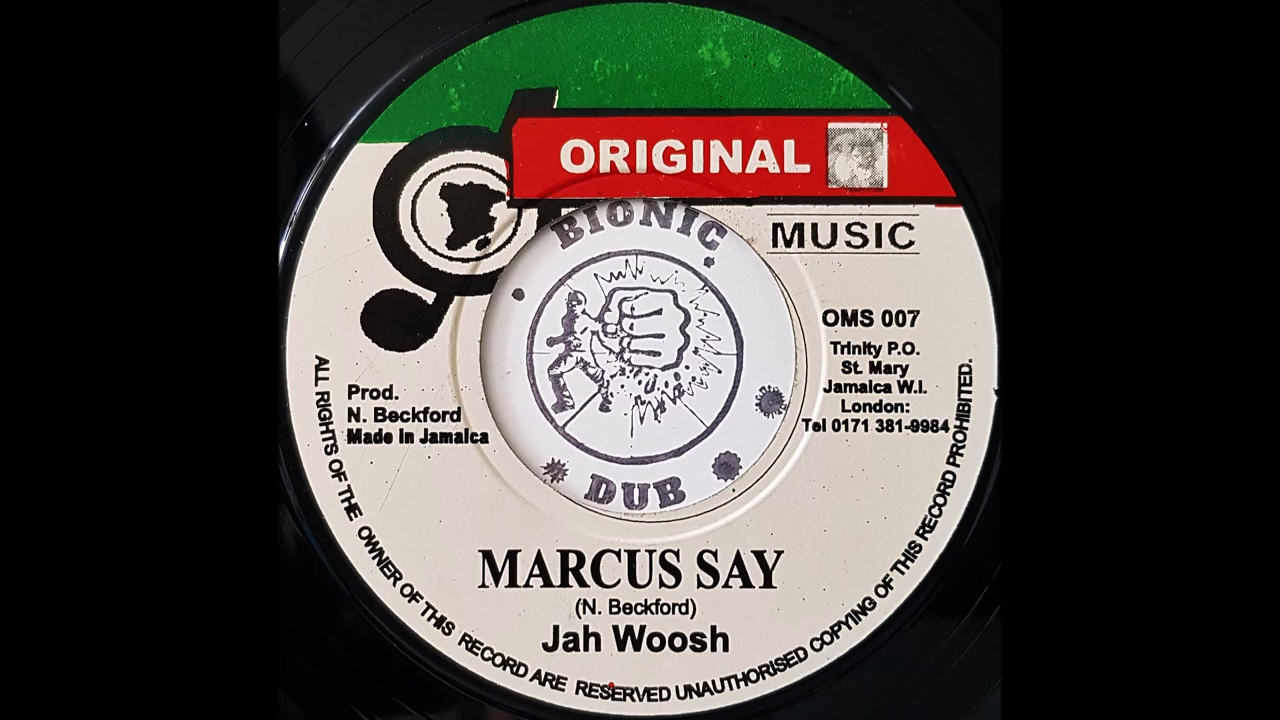 ORIGINAL
BIONIC
MUSIC
OMS 007
Trinity P.O.
St. Mary
Jamaica W.I.
London:
Tel 0171 381-9984
Prod.
N. Beckford
Made In Jamaica
DUB
MARCUS SAY
(N. Beckford)
Jah Woosh
ALL RIGHTS OF THE OWNER OF THIS RECORD ARE RESERVED UNAUTHORISED COPYING OF THIS RECORD PROHIBITED.